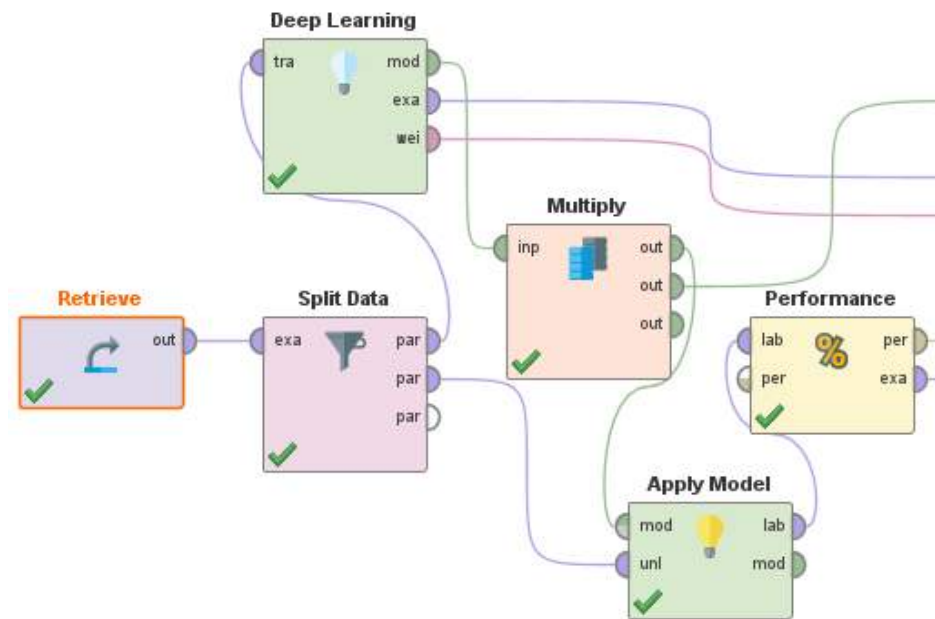 Deep Learning
tra
mod
exa
wei
Multiply
inp
out
out
out
Retrieve
out
Split Data
exa
par
par
par
Performance
lab
per
per
exa
%
Apply Model
mod
lab
unl
mod